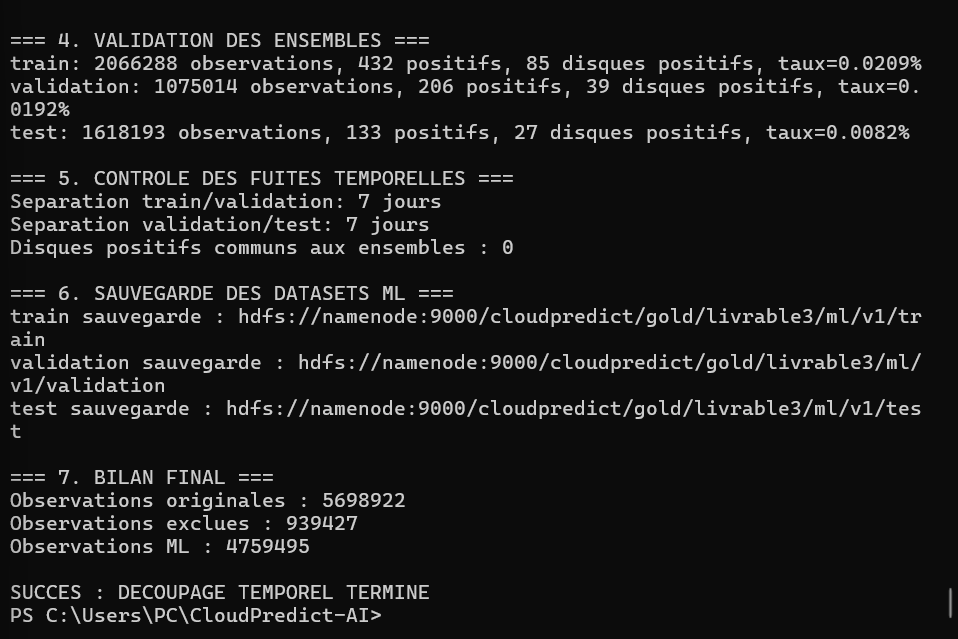 === 4. VALIDATION DES ENSEMBLES ===
train: 2066288 observations, 432 positifs, 85 disques positifs, taux=0.0209%
validation: 1075014 observations, 206 positifs, 39 disques positifs, taux=0.
0192%
test: 1618193 observations, 133 positifs, 27 disques positifs, taux=0.0082%
=== 5. CONTROLE DES FUITES TEMPORELLES ===
Separation train/validation: 7 jours
Separation validation/test: 7 jours
Disques positifs communs aux ensembles : 0
=== 6. SAUVEGARDE DES DATASETS ML ===
train sauvegarde : hdfs://namenode:9000/cloudpredict/gold/livrable3/ml/v1/tr
ain
validation sauvegarde : hdfs://namenode:9000/cloudpredict/gold/livrable3/ml/
v1/validation
test sauvegarde : hdfs://namenode:9000/cloudpredict/gold/livrable3/ml/v1/tes
t
=== 7. BILAN FINAL ===
Observations originales : 5698922
Observations exclues : 939427
Observations ML : 4759495
SUCCES : DECOUPAGE TEMPOREL TERMINE
PS C:\Users\PC\CloudPredict-AI>